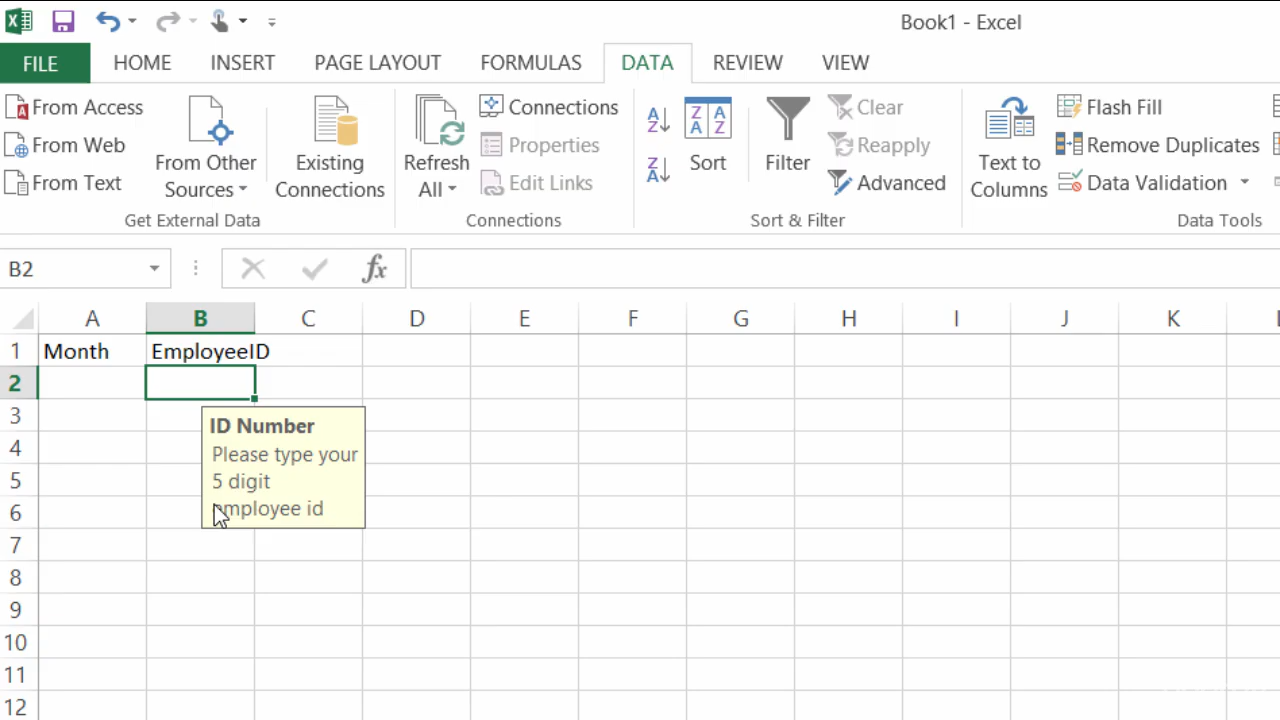 Book1 - Excel
FILE HOME INSERT PAGE LAYOUT FORMULAS DATA REVIEW VIEW
From Access
From Web
From Text
From Other
Sources
Existing
Connections
Get External Data
Refresh
All
Connections
Properties
Edit Links
Connections
A
Z
Z
A
Z A
A Z
Sort
Filter
Clear
Reapply
Advanced
Sort & Filter
Text to
Columns
Flash Fill
Remove Duplicates
Data Validation
Data Tools
B2
fx
A B C D E F G H I J K
1 Month EmployeeID
2
ID Number
Please type your
5 digit
employee id
3
4
5
6
7
8
9
10
11
12